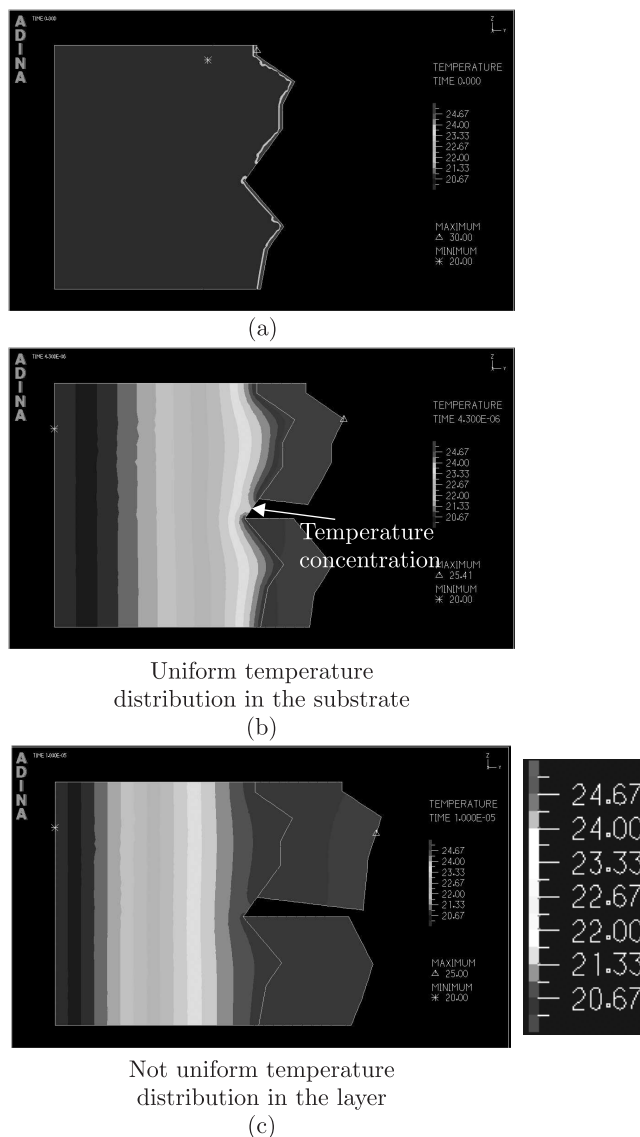 ADINA
TIME 0.000
Z
Y
TEMPERATURE
TIME 0.000
24.67
24.00
23.33
22.67
22.00
21.33
20.67
MAXIMUM
△ 30.00
MINIMUM
* 20.00
(a)
ADINA
TIME 4.300E-06
Z
Y
TEMPERATURE
TIME 4.300E-06
24.67
24.00
23.33
22.67
22.00
21.33
20.67
Temperature
concentration
MAXIMUM
△ 25.41
MINIMUM
* 20.00
Uniform temperature
distribution in the substrate
(b)
ADINA
TIME 1.000E-05
Z
Y
TEMPERATURE
TIME 1.000E-05
24.67
24.00
23.33
22.67
22.00
21.33
20.67
MAXIMUM
△ 25.00
MINIMUM
* 20.00
24.67
24.00
23.33
22.67
22.00
21.33
20.67
Not uniform temperature
distribution in the layer
(c)